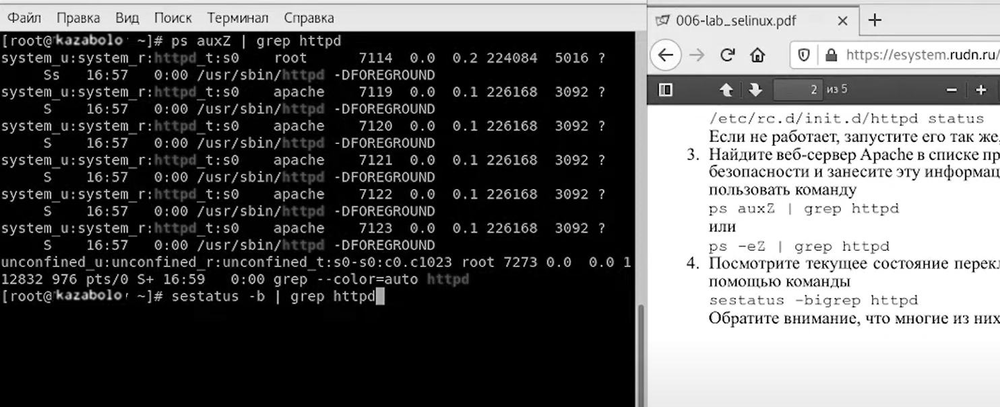 Файл Правка Вид Поиск Терминал Справка
[root@kazabolo ~]# ps auxZ | grep httpd
system_u:system_r:httpd_t:s0 root 7114 0.0 0.2 224084 5016 ?
Ss 16:57 0:00 /usr/sbin/httpd -DFOREGROUND
system_u:system_r:httpd_t:s0 apache 7119 0.0 0.1 226168 3092 ?
S 16:57 0:00 /usr/sbin/httpd -DFOREGROUND
system_u:system_r:httpd_t:s0 apache 7120 0.0 0.1 226168 3092 ?
S 16:57 0:00 /usr/sbin/httpd -DFOREGROUND
system_u:system_r:httpd_t:s0 apache 7121 0.0 0.1 226168 3092 ?
S 16:57 0:00 /usr/sbin/httpd -DFOREGROUND
system_u:system_r:httpd_t:s0 apache 7122 0.0 0.1 226168 3092 ?
S 16:57 0:00 /usr/sbin/httpd -DFOREGROUND
system_u:system_r:httpd_t:s0 apache 7123 0.0 0.1 226168 3092 ?
S 16:57 0:00 /usr/sbin/httpd -DFOREGROUND
unconfined_u:unconfined_r:unconfined_t:s0-s0:c0.c1023 root 7273 0.0 0.0 1
12832 976 pts/0 S+ 16:59 0:00 grep --color=auto httpd
[root@kazabolo ~]# sestatus -b | grep httpd
006-lab_selinux.pdf
https://esystem.rudn.ru/
2 из 5
/etc/rc.d/init.d/httpd status
Если не работает, запустите его так же,
3. Найдите веб-сервер Apache в списке пр
безопасности и занесите эту информац
пользовать команду
ps auxZ | grep httpd
или
ps -eZ | grep httpd
4. Посмотрите текущее состояние перекл
помощью команды
sestatus -bigrep httpd
Обратите внимание, что многие из них